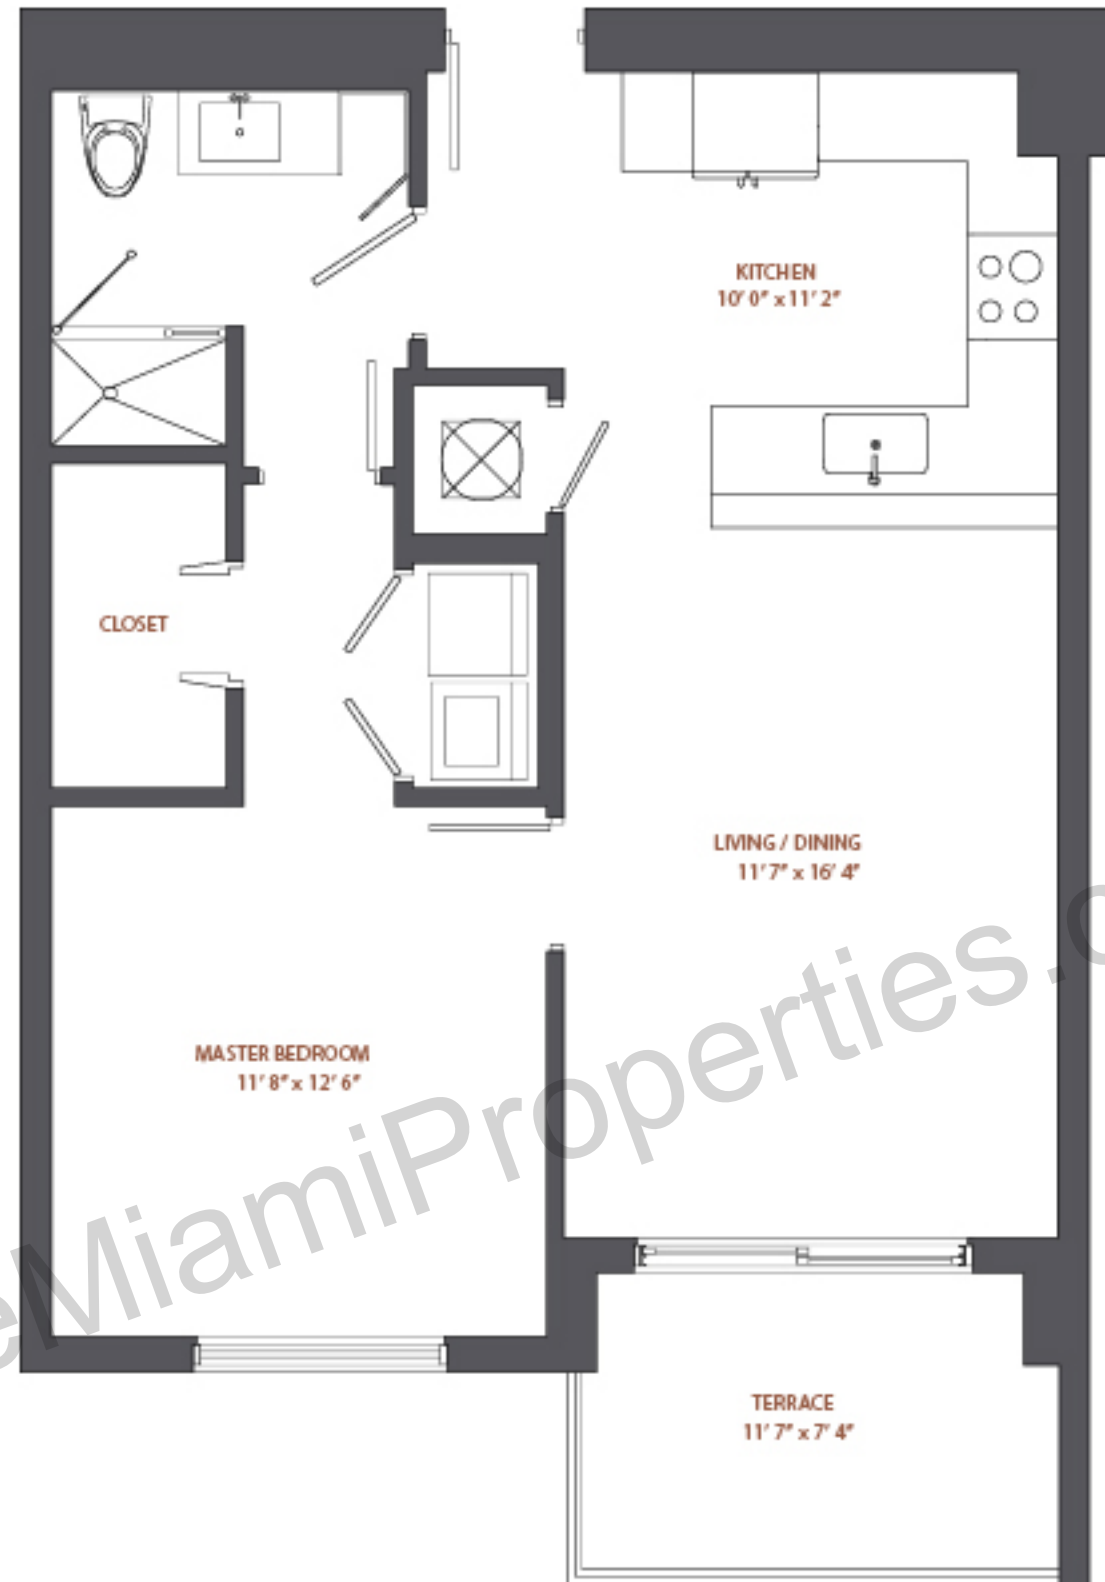 KITCHEN
10' 0" x 11' 2"
CLOSET
LIVING / DINING
11' 7" x 16' 4"
MASTER BEDROOM
11' 8" x 12' 6"
eMiamiProperties.c
TERRACE
11' 7" x 7' 4"